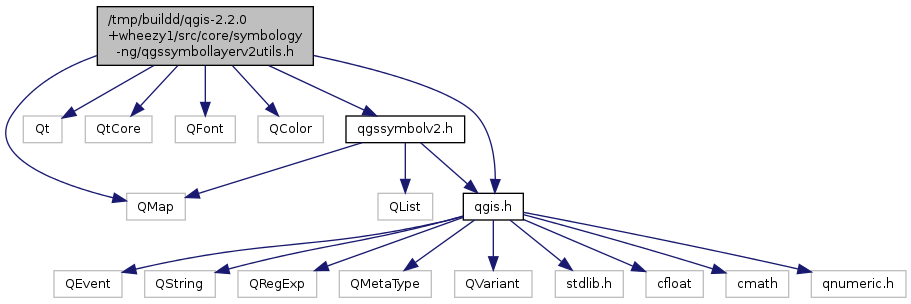 /tmp/buildd/qgis-2.2.0
+wheezy1/src/core/symbology
-ng/qgssymbollayerv2utils.h
Qt
QtCore
QFont
QColor
qgssymbolv2.h
QMap
QList
qgis.h
QEvent
QString
QRegExp
QMetaType
QVariant
stdlib.h
cfloat
cmath
qnumeric.h